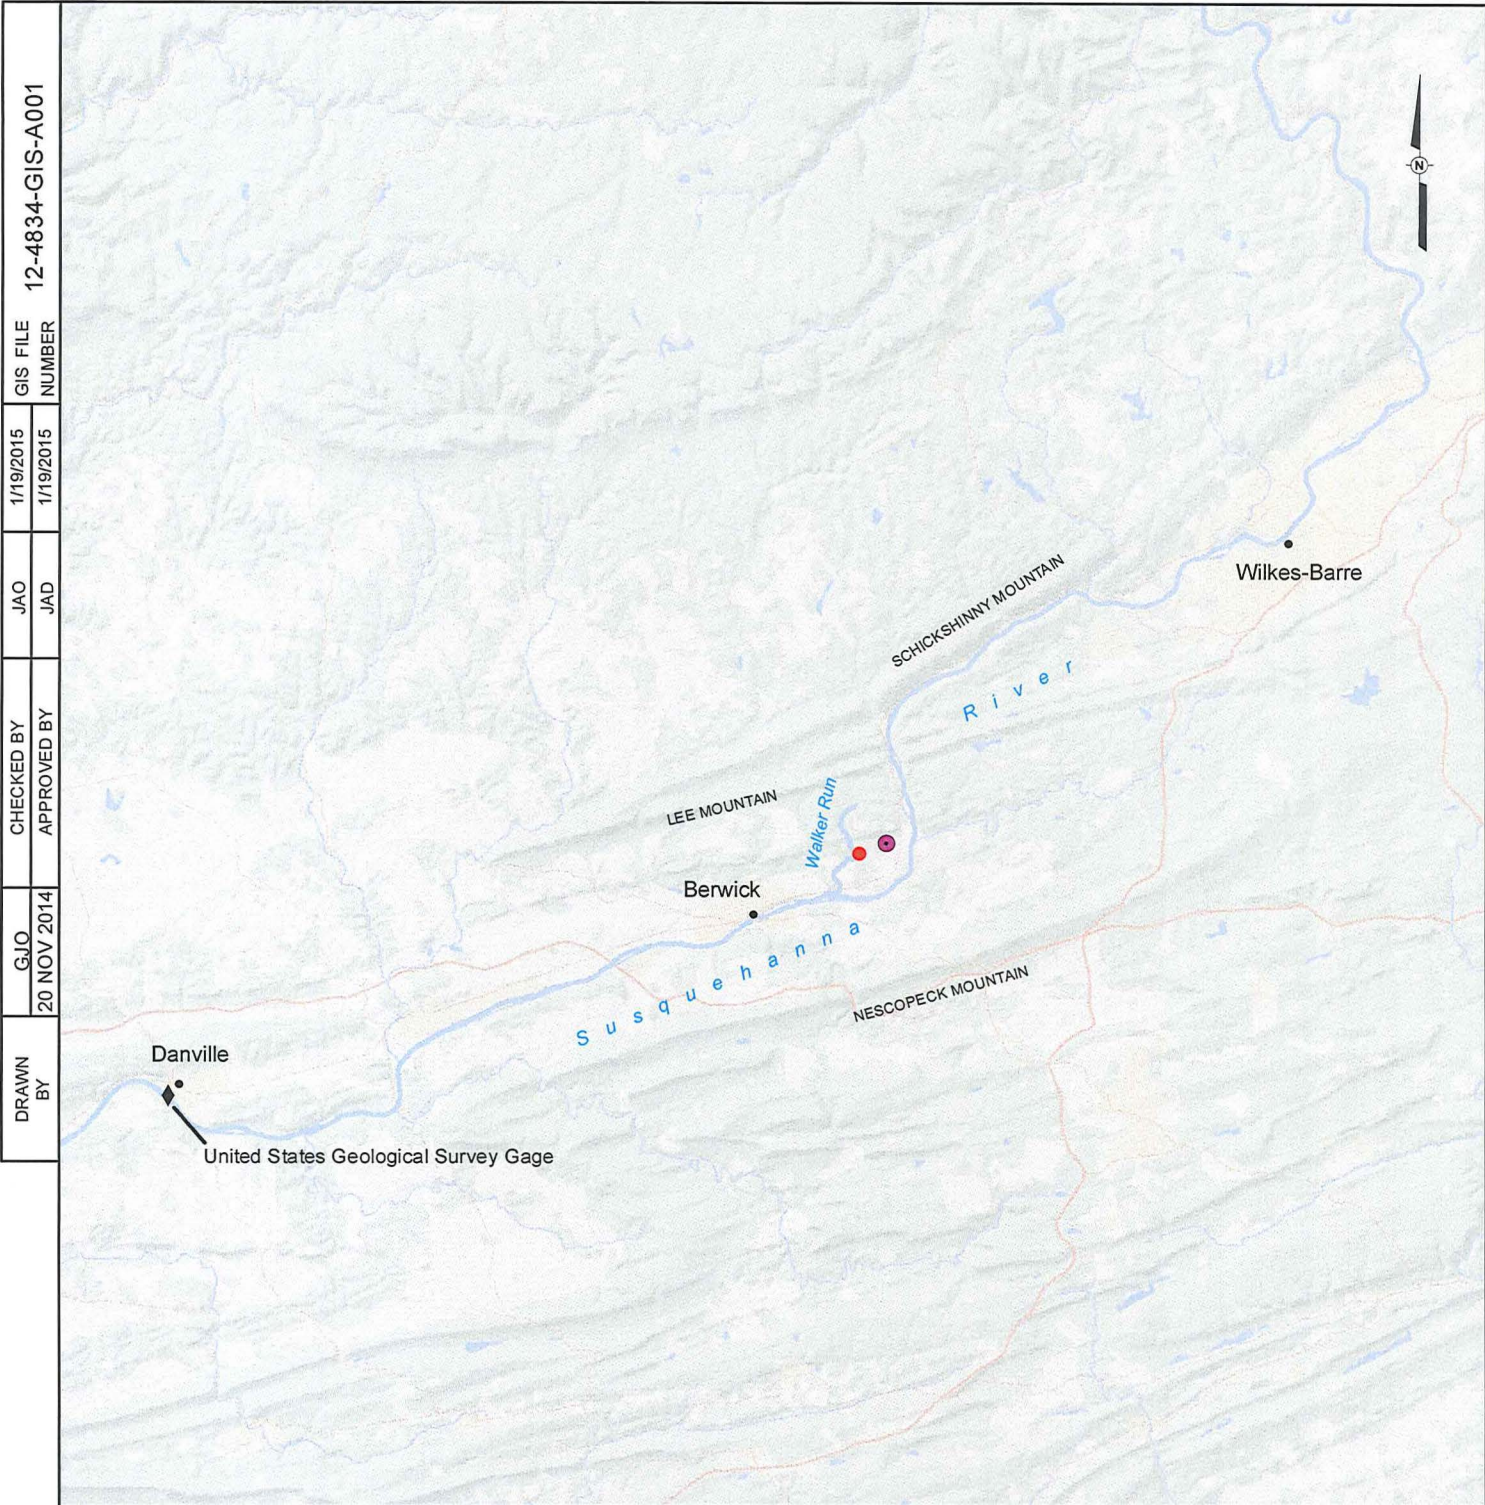 DRAWN BY
GJO
20 NOV 2014
CHECKED BY
APPROVED BY
JAO
JAD
1/19/2015
1/19/2015
GIS FILE NUMBER
12-4834-GIS-A001
N
Wilkes-Barre
SCHICKSHINNY MOUNTAIN
River
LEE MOUNTAIN
Walker Run
Berwick
Susquehanna
NESCOPECK MOUNTAIN
Danville
United States Geological Survey Gage